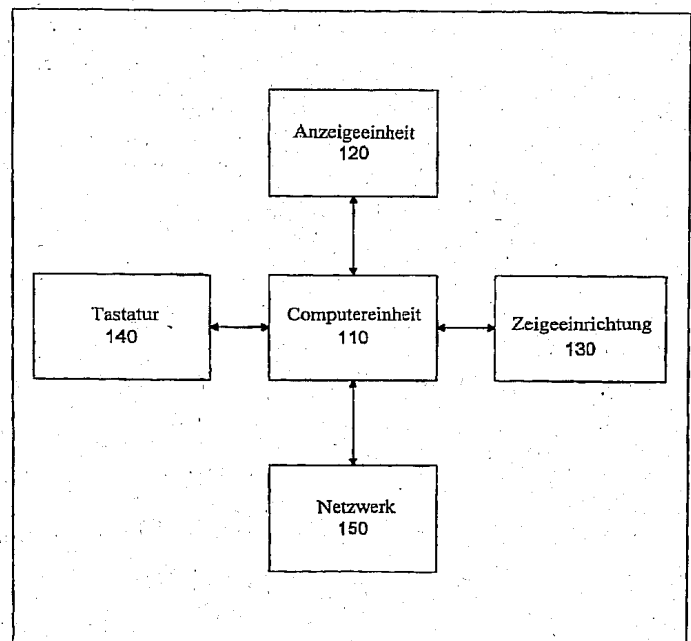 Anzeigeeinheit
120
Tastatur
140
Computereinheit
110
Zeigeeinrichtung
130
Netzwerk
150